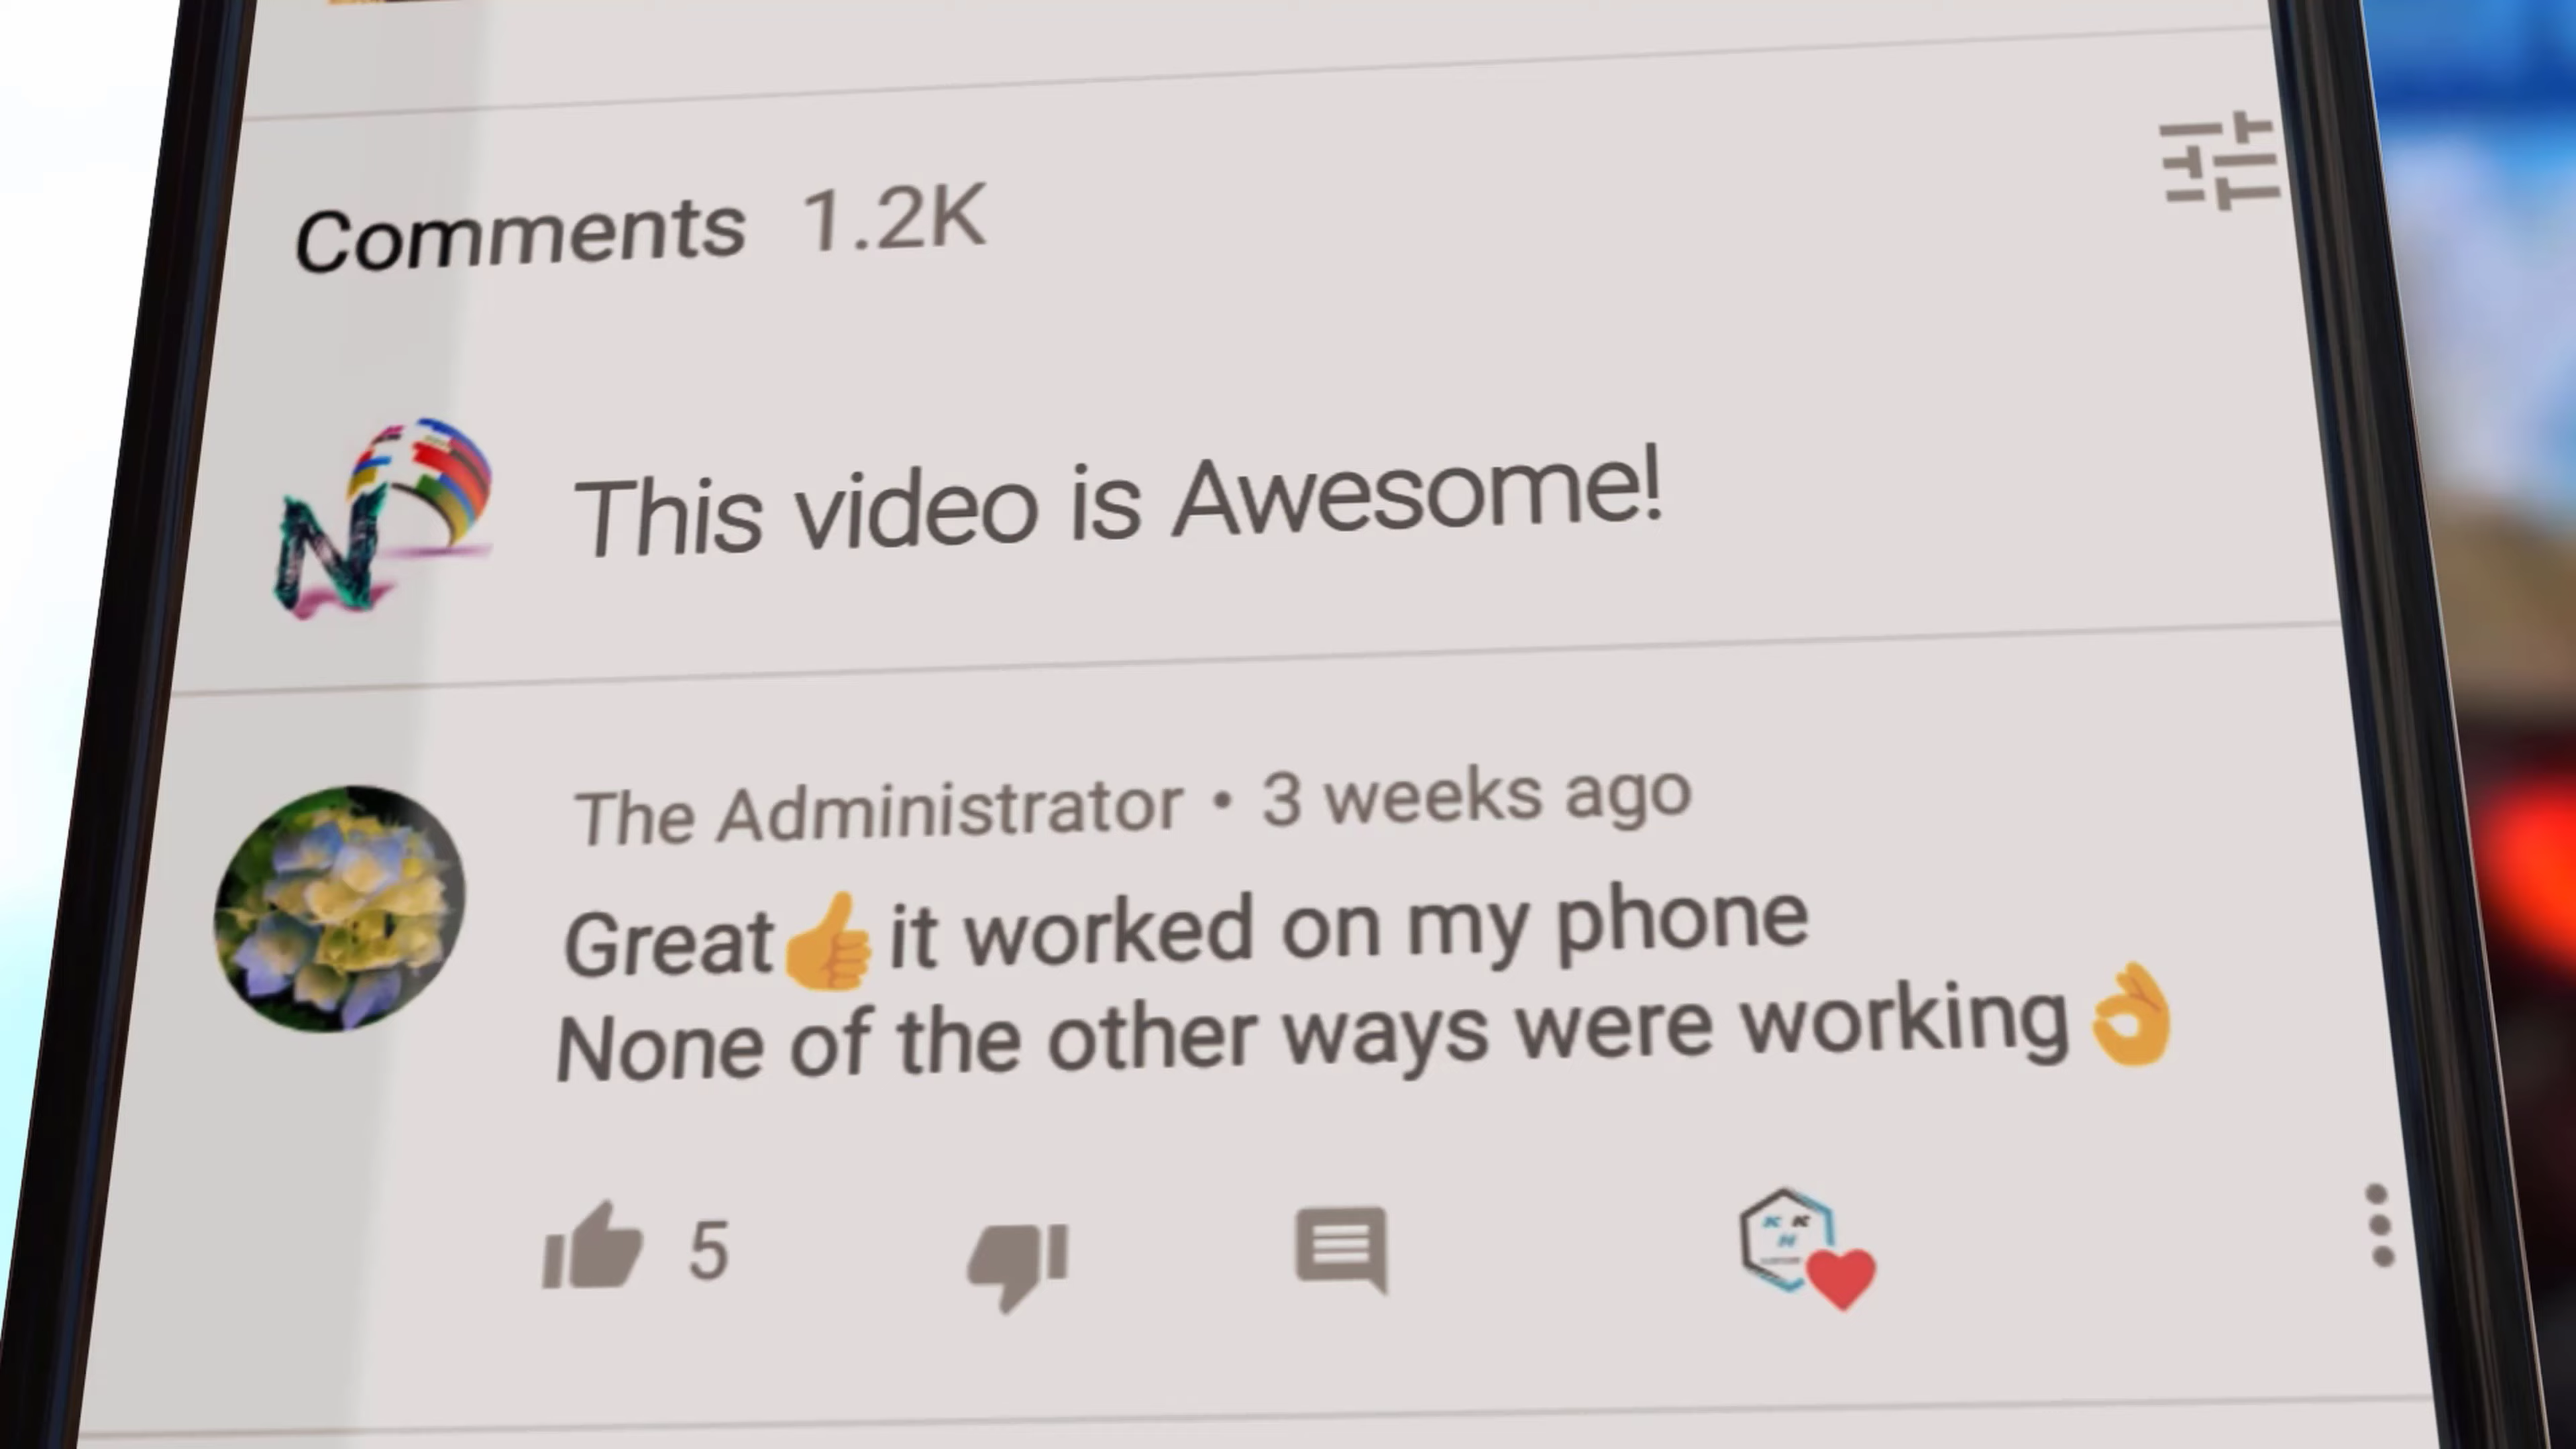 Comments 1.2K
This video is Awesome!
The Administrator • 3 weeks ago
Great👍it worked on my phone
None of the other ways were working👌
5
K K
H